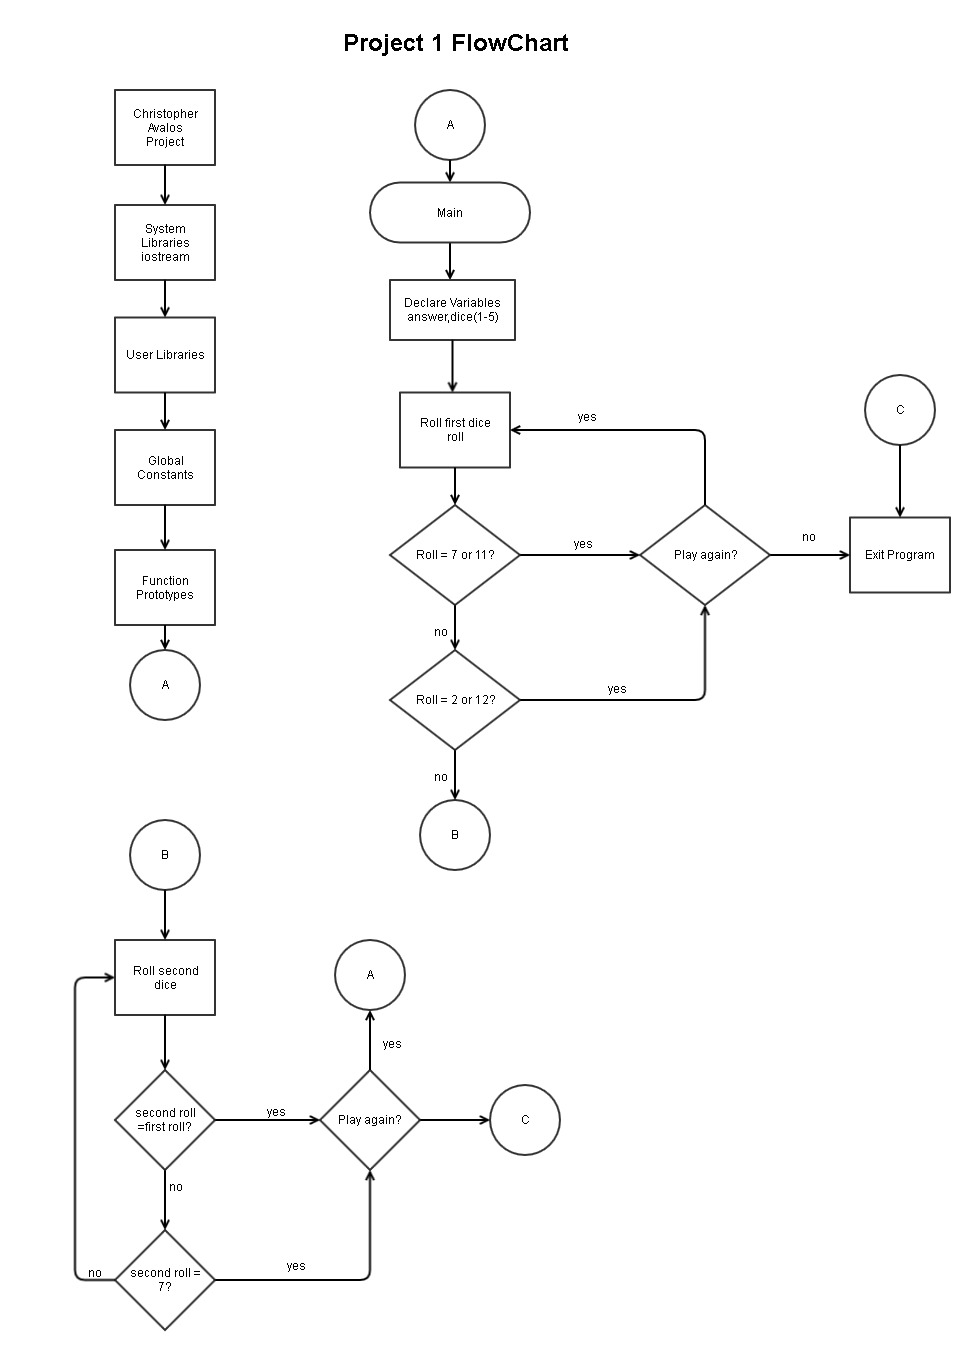 Project 1 FlowChart
Christopher
Avalos
Project
System
Libraries
iostream
User Libraries
Global
Constants
Function
Prototypes
A
A
Main
Declare Variables
answer,dice(1-5)
Roll first dice
roll
yes
Roll = 7 or 11?
yes
Play again?
no
C
Exit Program
no
Roll = 2 or 12?
yes
no
B
B
Roll second
dice
second roll
=first roll?
yes
Play again?
yes
A
C
no
second roll =
7?
yes
no